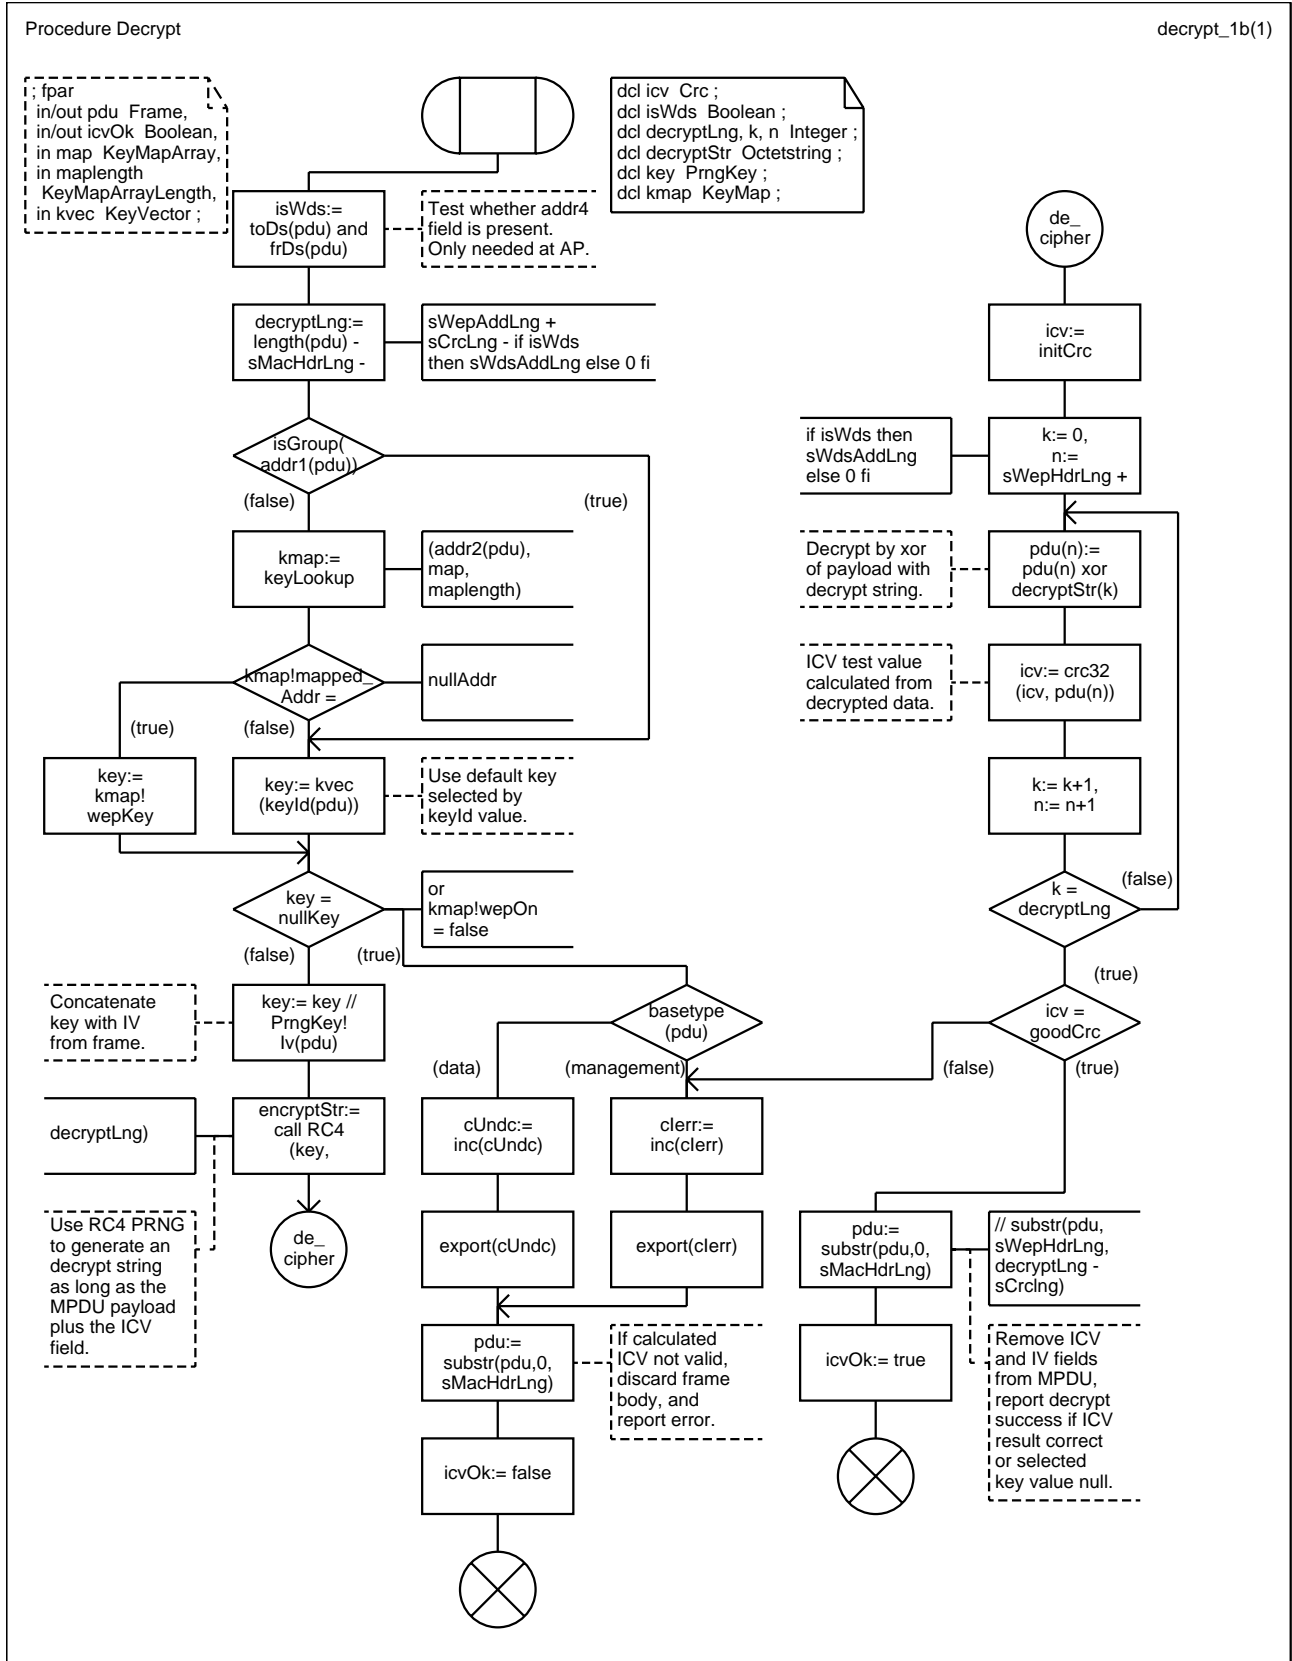 Procedure Decrypt
decrypt_1b(1)
; fpar
in/out pdu Frame,
in/out icvOk Boolean,
in map KeyMapArray,
in maplength
KeyMapArrayLength,
in kvec KeyVector ;
dcl icv Crc ;
dcl isWds Boolean ;
dcl decryptLng, k, n Integer ;
dcl decryptStr Octetstring ;
dcl key PrngKey ;
dcl kmap KeyMap ;
isWds:=
toDs(pdu) and
frDs(pdu)
Test whether addr4
field is present.
Only needed at AP.
decryptLng:=
length(pdu) -
sMacHdrLng -
sWepAddLng +
sCrcLng - if isWds
then sWdsAddLng else 0 fi
isGroup(
addr1(pdu))
(false)
(true)
kmap:=
keyLookup
(addr2(pdu),
map,
maplength)
kmap!mapped_
Addr =
nullAddr
(true)
(false)
key:=
kmap!
wepKey
key:= kvec
(keyId(pdu))
Use default key
selected by
keyId value.
key =
nullKey
or
kmap!wepOn
= false
(false)
(true)
Concatenate
key with IV
from frame.
key:= key //
PrngKey!
Iv(pdu)
decryptLng)
encryptStr:=
call RC4
(key,
Use RC4 PRNG
to generate an
decrypt string
as long as the
MPDU payload
plus the ICV
field.
de_
cipher
basetype
(pdu)
(data)
(management)
cUndc:=
inc(cUndc)
cIerr:=
inc(cIerr)
export(cUndc)
export(cIerr)
pdu:=
substr(pdu,0,
sMacHdrLng)
If calculated
ICV not valid,
discard frame
body, and
report error.
icvOk:= false
de_
cipher
icv:=
initCrc
if isWds then
sWdsAddLng
else 0 fi
k:= 0,
n:=
sWepHdrLng +
Decrypt by xor
of payload with
decrypt string.
pdu(n):=
pdu(n) xor
decryptStr(k)
ICV test value
calculated from
decrypted data.
icv:= crc32
(icv, pdu(n))
k:= k+1,
n:= n+1
k =
decryptLng
(false)
(true)
icv =
goodCrc
(false)
(true)
pdu:=
substr(pdu,0,
sMacHdrLng)
// substr(pdu,
sWepHdrLng,
decryptLng -
sCrclng)
icvOk:= true
Remove ICV
and IV fields
from MPDU,
report decrypt
success if ICV
result correct
or selected
key value null.